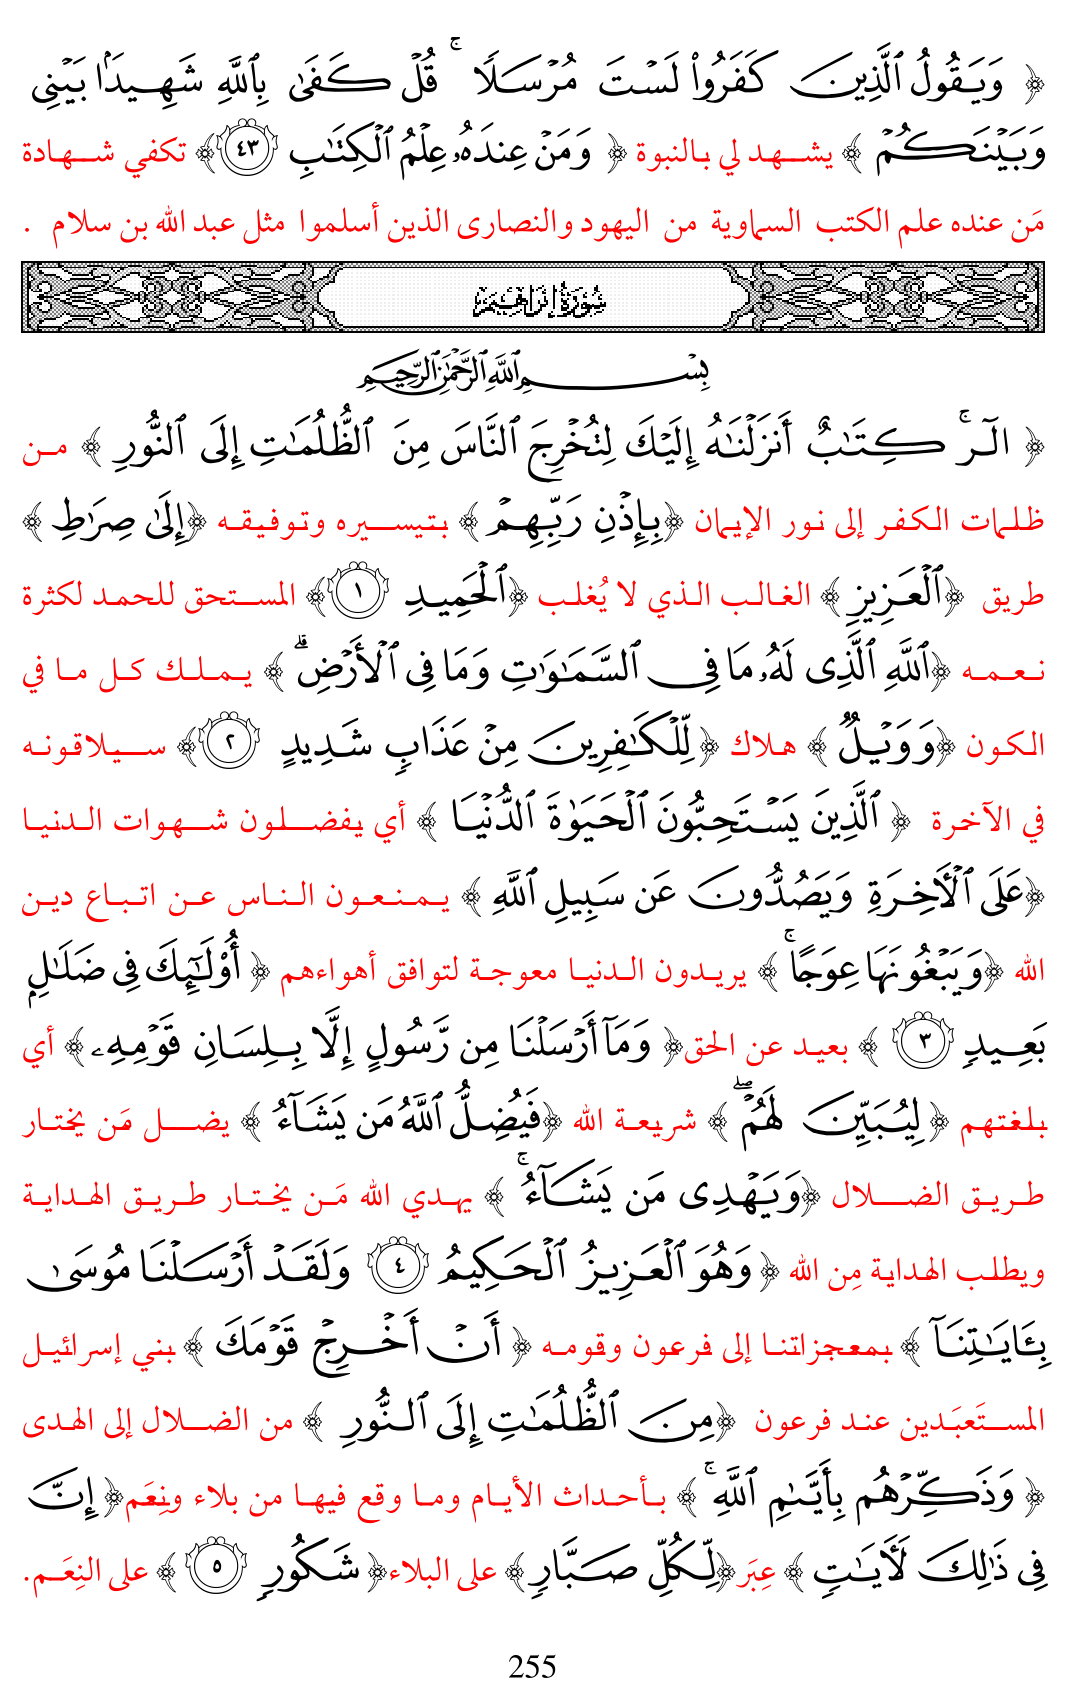 ﴿ وَيَقُولُ ٱلَّذِينَ كَفَرُوا۟ لَسْتَ مُرْسَلًا ۚ قُلْ كَفَىٰ بِٱللَّهِ شَهِيدًۢا بَيْنِى
وَبَيْنَكُمْ ﴾ يشهد لي بالنبوة ﴿ وَمَنْ عِندَهُۥ عِلْمُ ٱلْكِتَٰبِ ٤٣﴾ تكفي شهادة
مَن عنده علم الكتب السماوية من اليهود والنصارى الذين أسلموا مثل عبد الله بن سلام .
سُورَةُ إِبْرَاهِيمَ
بِسْمِ ٱللَّهِ ٱلرَّحْمَٰنِ ٱلرَّحِيمِ
﴿ الٓر ۚ كِتَٰبٌ أَنزَلْنَٰهُ إِلَيْكَ لِتُخْرِجَ ٱلنَّاسَ مِنَ ٱلظُّلُمَٰتِ إِلَى ٱلنُّورِ ﴾ من
ظلمات الكفر إلى نور الإيمان ﴿بِإِذْنِ رَبِّهِمْ﴾ بتيسيره وتوفيقه ﴿إِلَىٰ صِرَٰطِ ﴾
طريق ﴿ٱلْعَزِيزِ﴾ الغالب الذي لا يُغلب ﴿ٱلْحَمِيدِ ١﴾ المستحق للحمد لكثرة
نعمه ﴿ٱللَّهِ ٱلَّذِى لَهُۥ مَا فِى ٱلسَّمَٰوَٰتِ وَمَا فِى ٱلْأَرْضِ ۗ ﴾ يملك كل ما في
الكون ﴿وَوَيْلٌ ﴾ هلاك ﴿لِّلْكَٰفِرِينَ مِنْ عَذَابٍ شَدِيدٍ ٢﴾ سيلاقونه
في الآخرة ﴿ ٱلَّذِينَ يَسْتَحِبُّونَ ٱلْحَيَوٰةَ ٱلدُّنْيَا ﴾ أي يفضلون شهوات الدنيا
﴿عَلَى ٱلْأَخِرَةِ وَيَصُدُّونَ عَن سَبِيلِ ٱللَّهِ ﴾ يمنعون الناس عن اتباع دين
الله ﴿وَيَبْغُونَهَا عِوَجًا ۚ﴾ يريدون الدنيا معوجة لتوافق أهواءهم ﴿ أُو۟لَٰٓئِكَ فِى ضَلَٰلٍۭ
بَعِيدٍ ٣ ﴾ بعيد عن الحق﴿ وَمَآ أَرْسَلْنَا مِن رَّسُولٍ إِلَّا بِلِسَانِ قَوْمِهِۦ﴾ أي
بلغتهم ﴿ لِيُبَيِّنَ لَهُمْ ۖ ﴾ شريعة الله ﴿فَيُضِلُّ ٱللَّهُ مَن يَشَآءُ ﴾ يضل مَن يختار
طريق الضلال ﴿وَيَهْدِى مَن يَشَآءُ ۚ ﴾ يهدي الله مَن يختار طريق الهداية
ويطلب الهداية مِن الله ﴿ وَهُوَ ٱلْعَزِيزُ ٱلْحَكِيمُ ٤ وَلَقَدْ أَرْسَلْنَا مُوسَىٰ
بِـَٔايَٰتِنَآ ﴾ بمعجزاتنا إلى فرعون وقومه ﴿ أَنْ أَخْرِجْ قَوْمَكَ ﴾ بني إسرائيل
المستَعبَدين عند فرعون ﴿مِنَ ٱلظُّلُمَٰتِ إِلَى ٱلنُّورِ ﴾ من الضلال إلى الهدى
﴿ وَذَكِّرْهُم بِأَيَّىٰمِ ٱللَّهِ ۚ ﴾ بأحداث الأيام وما وقع فيها من بلاء ونِعَم﴿ إِنَّ
فِى ذَٰلِكَ لَأَيَٰتٍ ﴾ عِبَر ﴿لِّكُلِّ صَبَّارٍ﴾ على البلاء﴿ شَكُورٍ ٥ ﴾ على النِعَم.
255